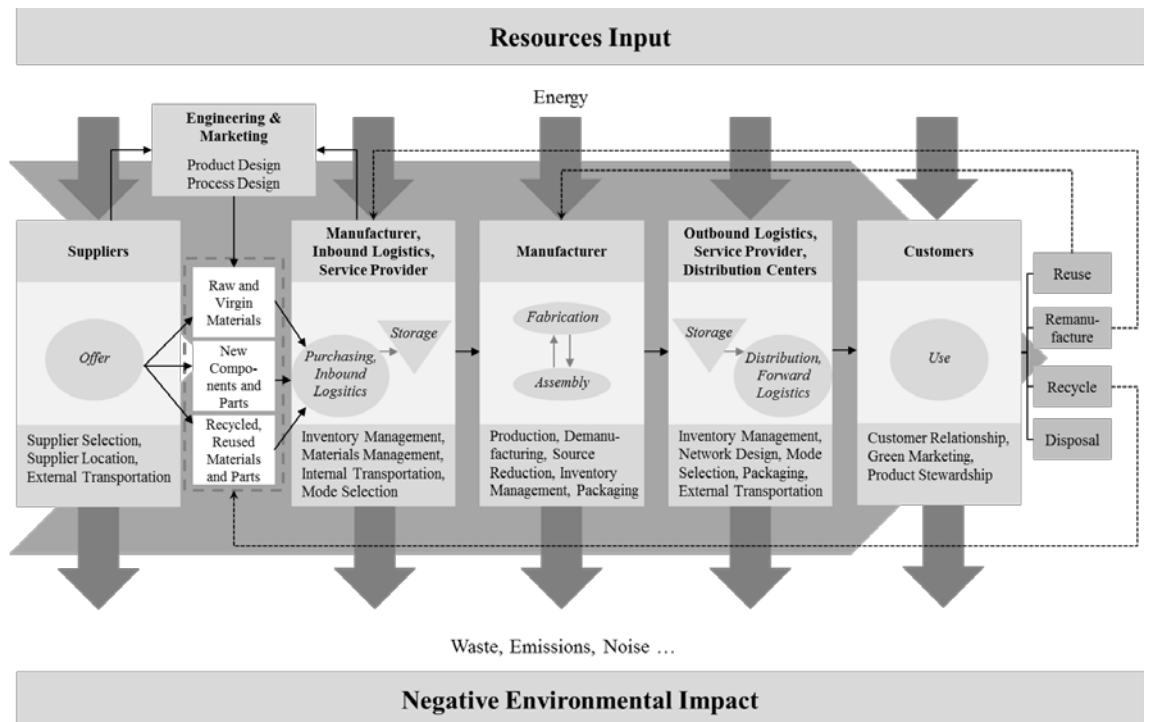 Resources Input
Energy
Engineering &
Marketing
Product Design
Process Design
Suppliers
Offer
Supplier Selection,
Supplier Location,
External Transportation
Raw and
Virgin
Materials
New
Compo-
nents and
Parts
Recycled,
Reused
Materials
and Parts
Manufacturer,
Inbound Logistics,
Service Provider
Purchasing,
Inbound
Logsitics
Storage
Inventory Management,
Materials Management,
Internal Transportation,
Mode Selection
Manufacturer
Fabrication
Assembly
Production, Demanu-
facturing, Source
Reduction, Inventory
Management, Packaging
Outbound Logistics,
Service Provider,
Distribution Centers
Storage
Distribution,
Forward
Logistics
Inventory Management,
Network Design, Mode
Selection, Packaging,
External Transportation
Customers
Use
Customer Relationship,
Green Marketing,
Product Stewardship
Reuse
Remanu-
facture
Recycle
Disposal
Waste, Emissions, Noise ...
Negative Environmental Impact